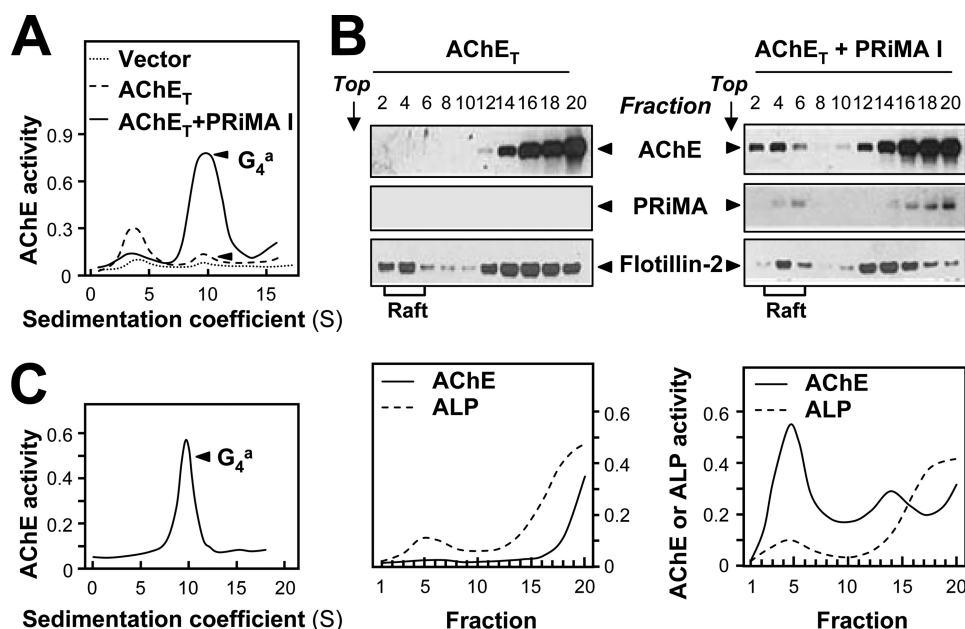 A
Vector
AChE_T
AChE_T+PRiMA I
G4^a
AChE activity
0.9
0.6
0.3
0
0 5 10 15
Sedimentation coefficient (S)
B
AChE_T
AChE_T + PRiMA I
Top
2 4 6 8 10 12 14 16 18 20
Fraction
Top
2 4 6 8 10 12 14 16 18 20
AChE
PRiMA
Flotillin-2
Raft
Raft
C
AChE activity
0.6
0.4
0.2
0
G4^a
0 5 10 15 20
Sedimentation coefficient (S)
AChE
ALP
0.6
0.4
0.2
0
1 5 10 15 20
Fraction
AChE or ALP activity
AChE
ALP
0.6
0.4
0.2
0
1 5 10 15 20
Fraction